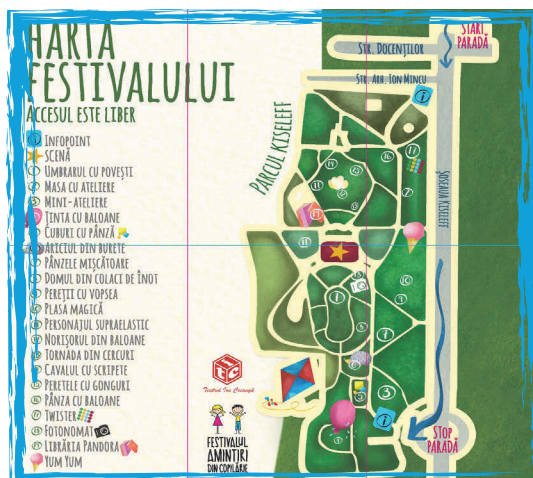 HARTA
FESTIVALULUI
ACCESUL ESTE LIBER
INFOPOINT
SCENĂ
UMBRARUL CU POVEȘTI
MASA CU ATELIERE
MINI-ATELIERE
ȚINTA CU BALOANE
CUBURI CU PÂNZĂ
ARICIUL DIN BURETE
PÂNZELE MIȘCĂTOARE
DOMUL DIN COLACI DE ÎNOT
PEREȚII CU VOPSEA
PLASA MAGICĂ
PERSONAJUL SUPRAELASTIC
NORIȘORUL DIN BALOANE
TORNADA DIN CERCURI
CAVALUL CU SCRIPETE
PERETELE CU GONGURI
PÂNZA CU BALOANE
TWISTER
FOTONOMAT
LIBRĂRIA PANDORA
YUM YUM
START
PARADĂ
STR. DOCENȚILOR
STR. ARH. ION MINCU
PARCUL KISELEFF
ȘOSEAUA KISELEFF
STOP
PARADĂ
Teatrul Ion Creangă
FESTIVALUL
AMINTIRI
DIN COPILĂRIE